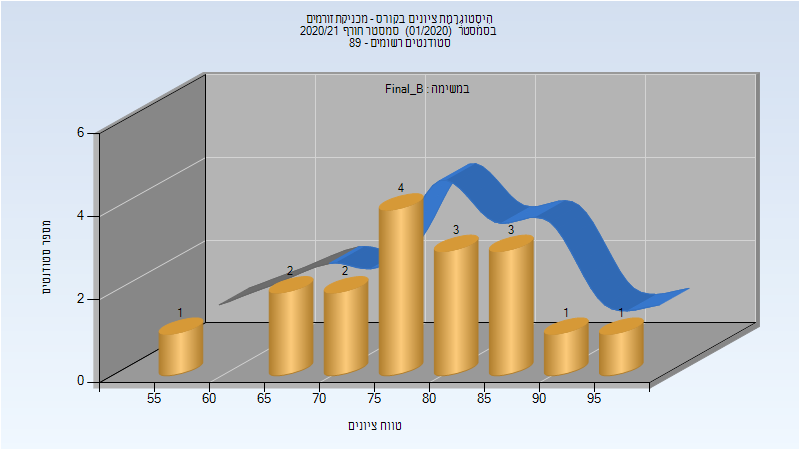 היסטוגרמת ציונים בקורס - מכניקת זורמים
בסמסטר (01/2020) סמסטר חורף 2020/21
סטודנטים רשומים - 89
במשימה : Final_B
מספר סטודנטים
6
4
2
0
1
2
2
4
3
3
1
1
55 60 65 70 75 80 85 90 95
טווח ציונים